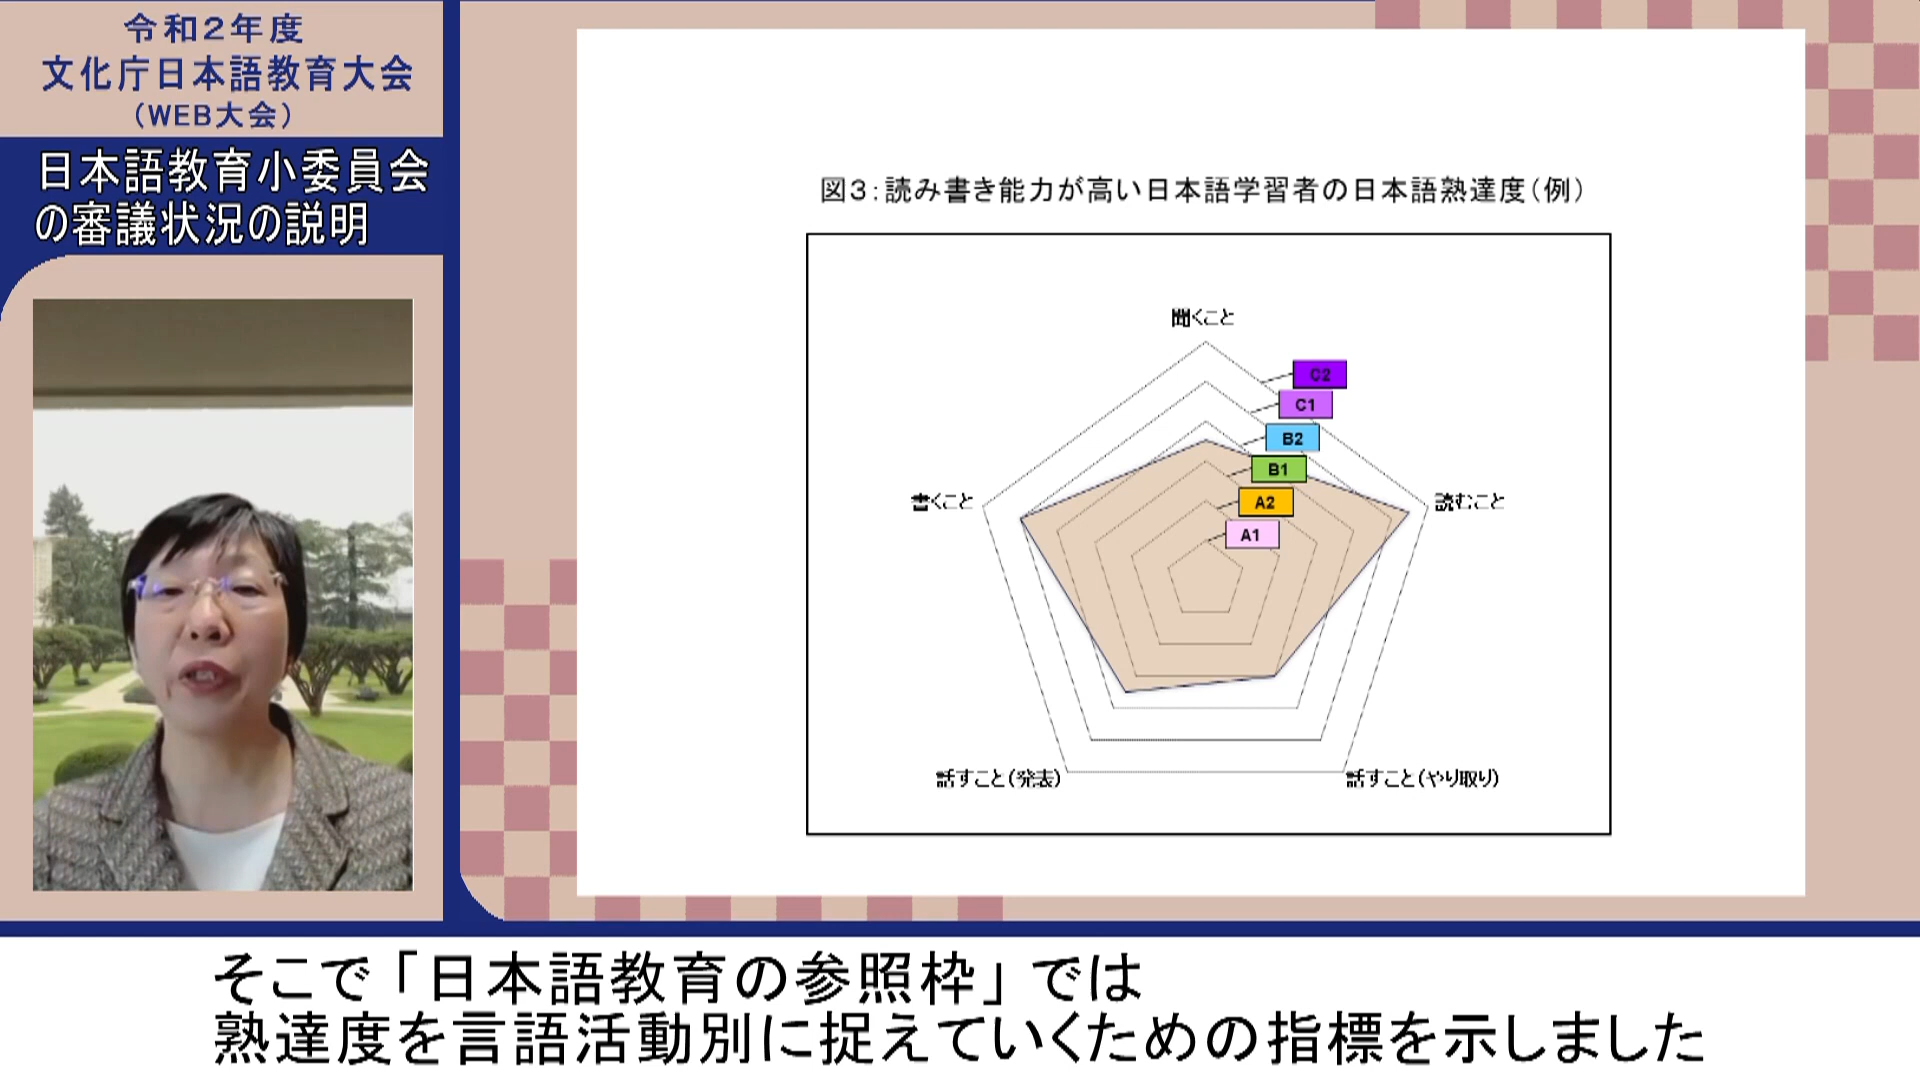 令和２年度
文化庁日本語教育大会
（WEB大会）
日本語教育小委員会
の審議状況の説明
図３：読み書き能力が高い日本語学習者の日本語熟達度（例）
聞くこと
C2
C1
B2
B1
A2
A1
書くこと
読むこと
話すこと（発表）
話すこと（やり取り）
そこで「日本語教育の参照枠」では
熟達度を言語活動別に捉えていくための指標を示しました